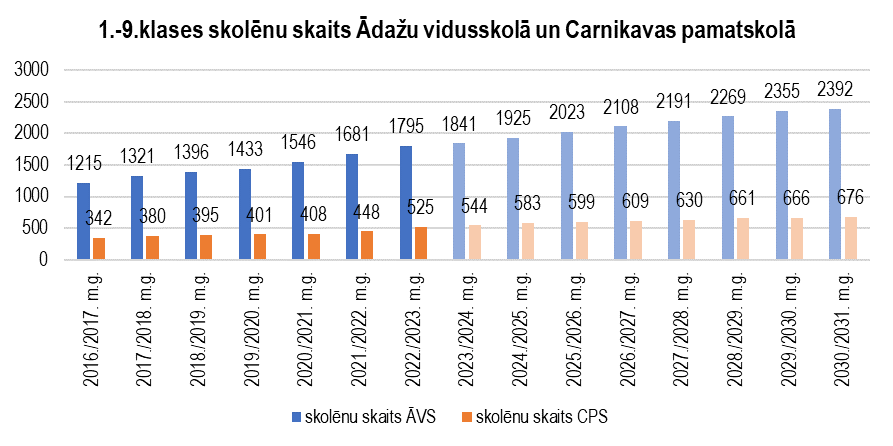 1.-9.klases skolēnu skaits Ādažu vidusskolā un Carnikavas pamatskolā
3000
2500
2000
1500
1000
500
0
1215 1321 1396 1433 1546 1681 1795 1841 1925 2023 2108 2191 2269 2355 2392
342 380 395 401 408 448 525 544 583 599 609 630 661 666 676
2016./2017. m.g.
2017./2018. m.g.
2018./2019. m.g.
2019./2020. m.g.
2020./2021. m.g.
2021./2022. m.g.
2022./2023. m.g.
2023./2024. m.g.
2024./2025. m.g.
2025./2026. m.g.
2026./2027. m.g.
2027./2028. m.g.
2028./2029. m.g.
2029./2030. m.g.
2030./2031. m.g.
skolēnu skaits ĀVS skolēnu skaits CPS